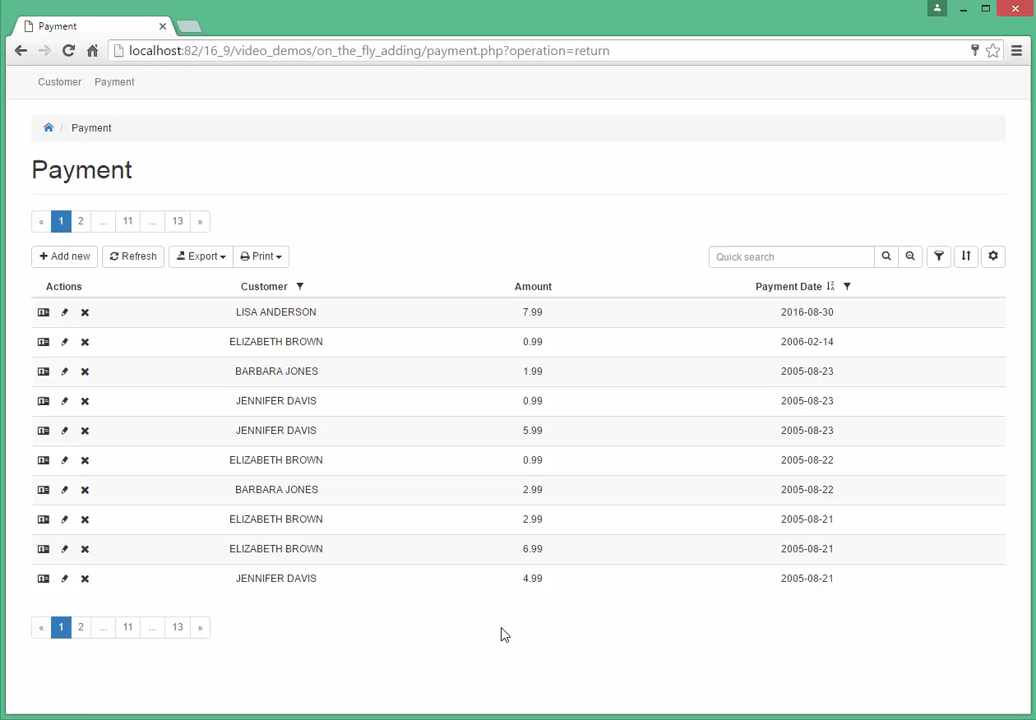 Payment
localhost:82/16_9/video_demos/on_the_fly_adding/payment.php?operation=return
Customer Payment
/ Payment
Payment
« 1 2 ... 11 ... 13 »
Add new Refresh Export Print Quick search
Actions Customer Amount Payment Date
LISA ANDERSON 7.99 2016-08-30
ELIZABETH BROWN 0.99 2006-02-14
BARBARA JONES 1.99 2005-08-23
JENNIFER DAVIS 0.99 2005-08-23
JENNIFER DAVIS 5.99 2005-08-23
ELIZABETH BROWN 0.99 2005-08-22
BARBARA JONES 2.99 2005-08-22
ELIZABETH BROWN 2.99 2005-08-21
ELIZABETH BROWN 6.99 2005-08-21
JENNIFER DAVIS 4.99 2005-08-21
« 1 2 ... 11 ... 13 »